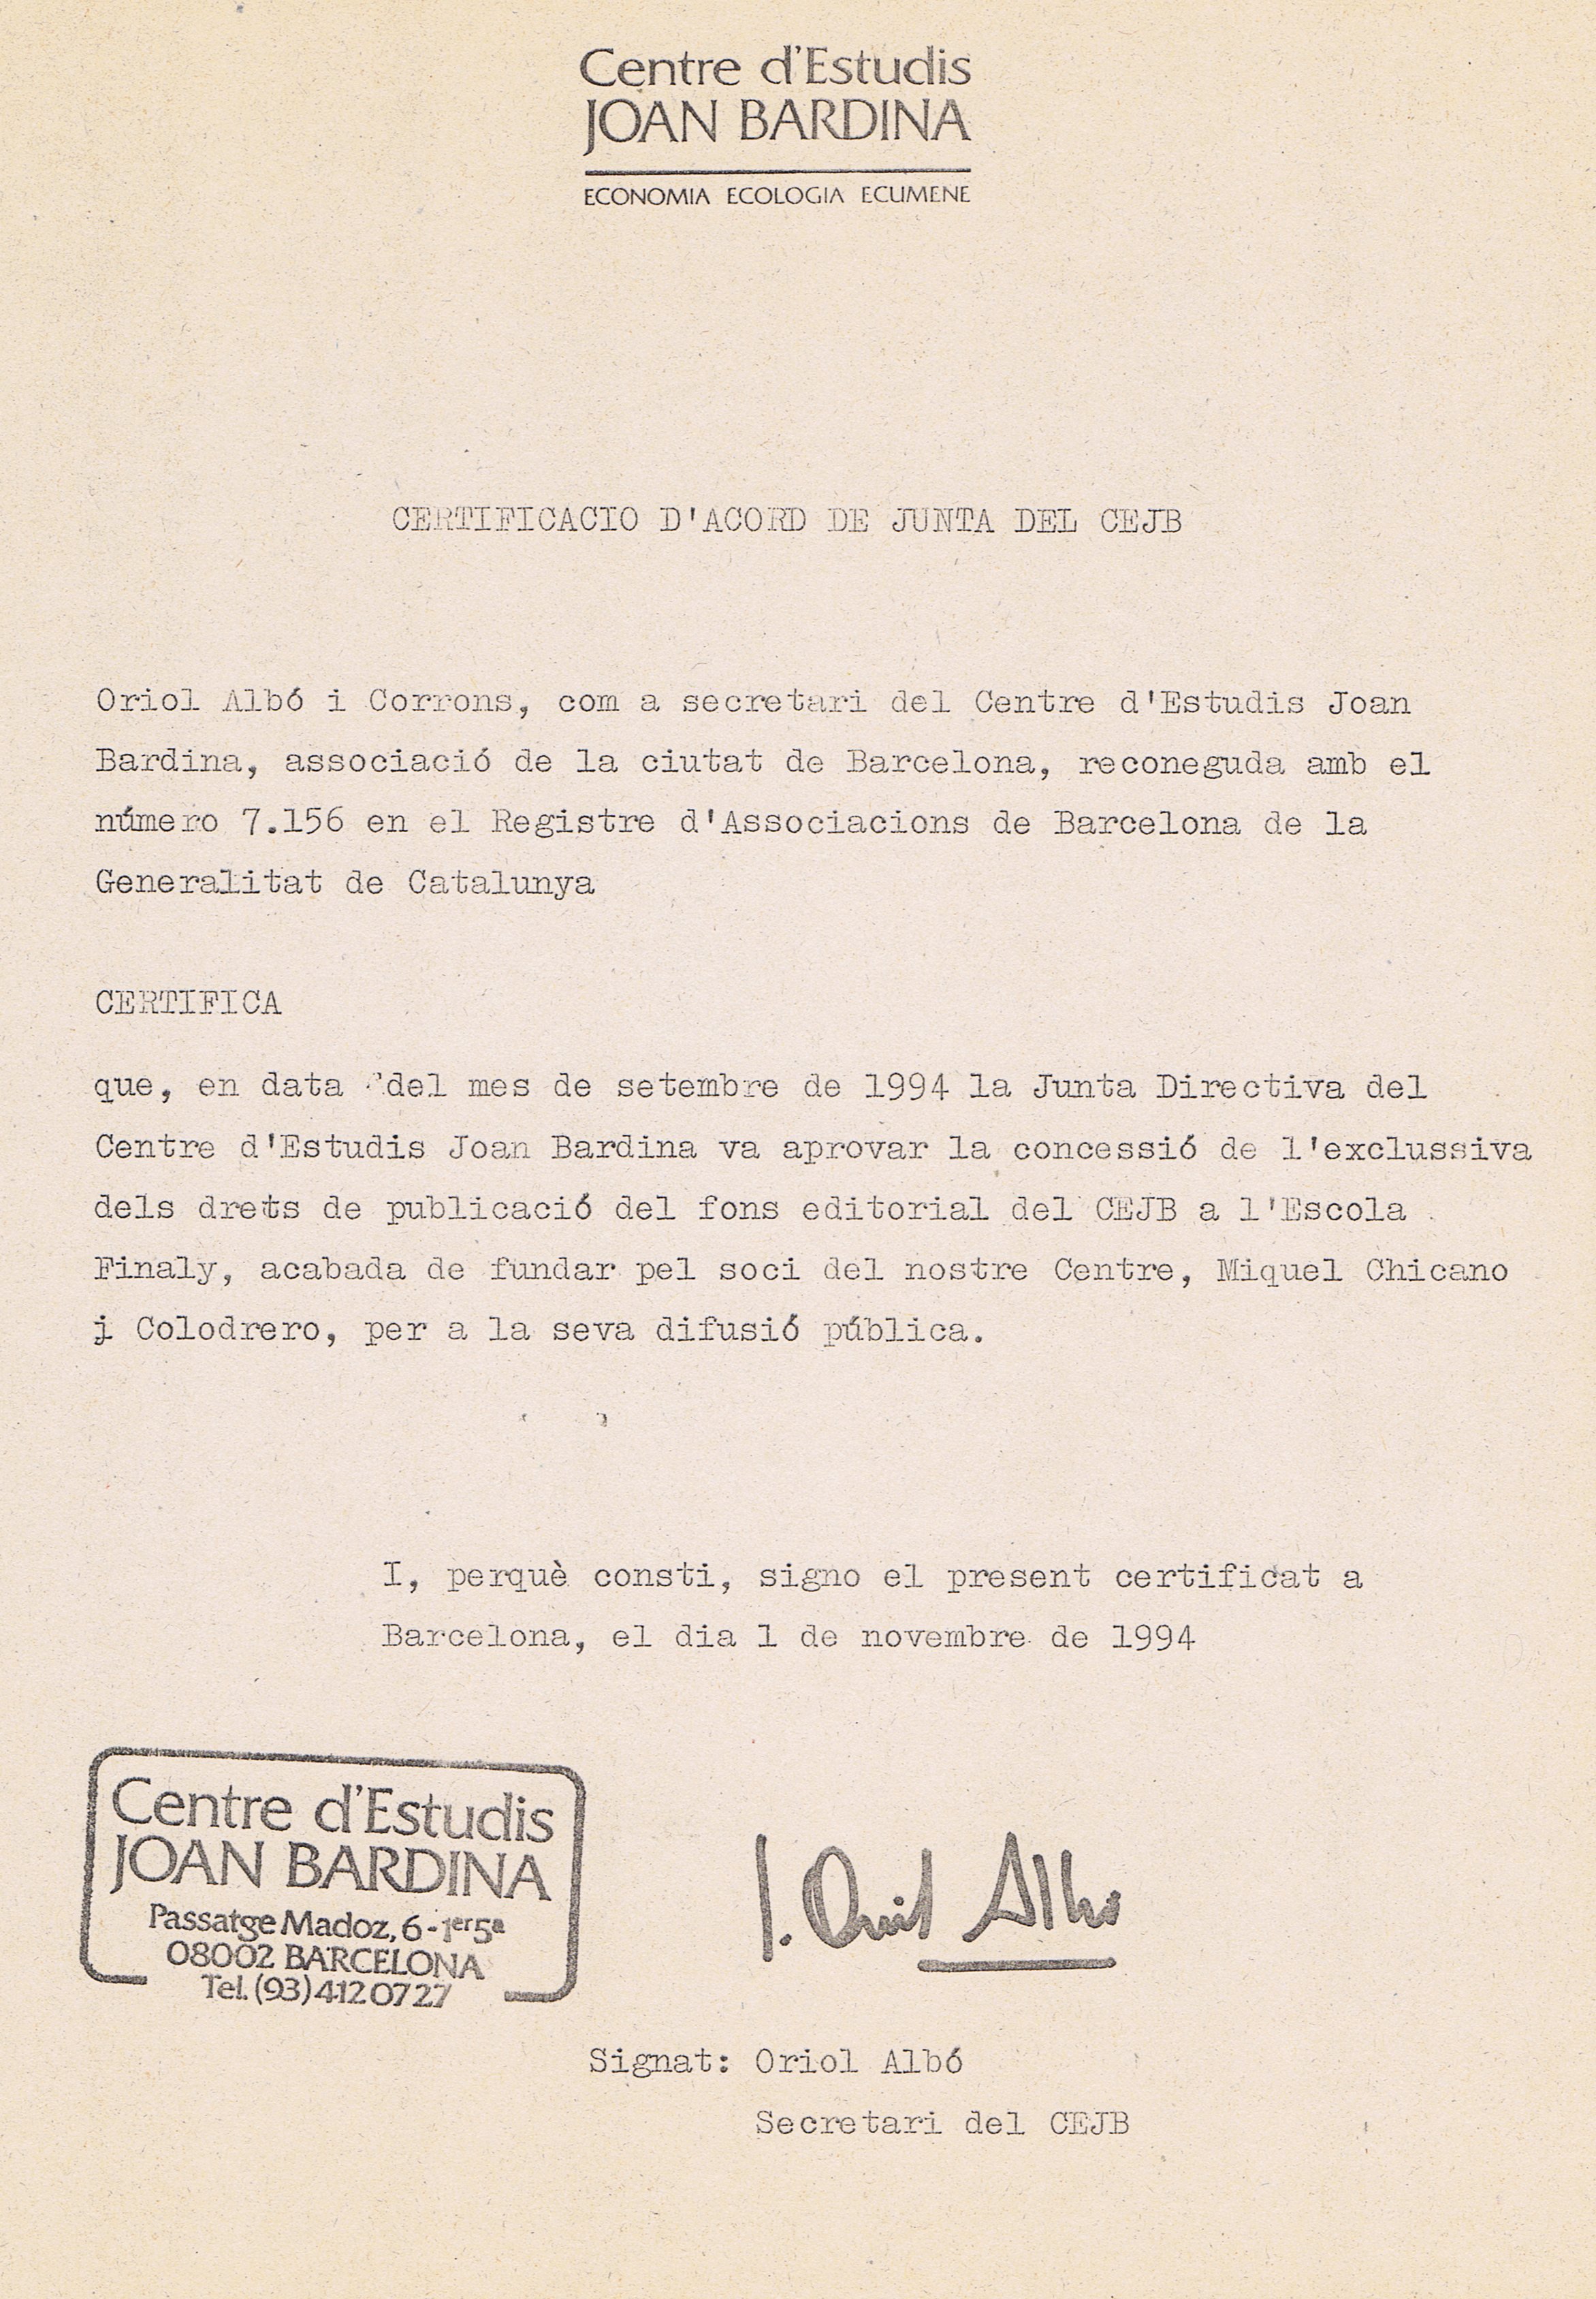 Centre d'Estudis
JOAN BARDINA
ECONOMIA ECOLOGIA ECUMENE
CERTIFICACIO D'ACORD DE JUNTA DEL CEJB
Oriol Albó i Corrons, com a secretari del Centre d'Estudis Joan
Bardina, associació de la ciutat de Barcelona, reconeguda amb el
número 7.156 en el Registre d'Associacions de Barcelona de la
Generalitat de Catalunya
CERTIFICA
que, en data del mes de setembre de 1994 la Junta Directiva del
Centre d'Estudis Joan Bardina va aprovar la concessió de l'exclussiva
dels drets de publicació del fons editorial del CEJB a l'Escola
Finaly, acabada de fundar pel soci del nostre Centre, Miquel Chicano
i Colodrero, per a la seva difusió pública.
I, perquè consti, signo el present certificat a
Barcelona, el dia 1 de novembre de 1994
Centre d'Estudis
JOAN BARDINA
Passatge Madoz, 6 - 1er 5a
08002 BARCELONA
Tel. (93) 412 07 27
J. Oriol Albó
Signat: Oriol Albó
Secretari del CEJB